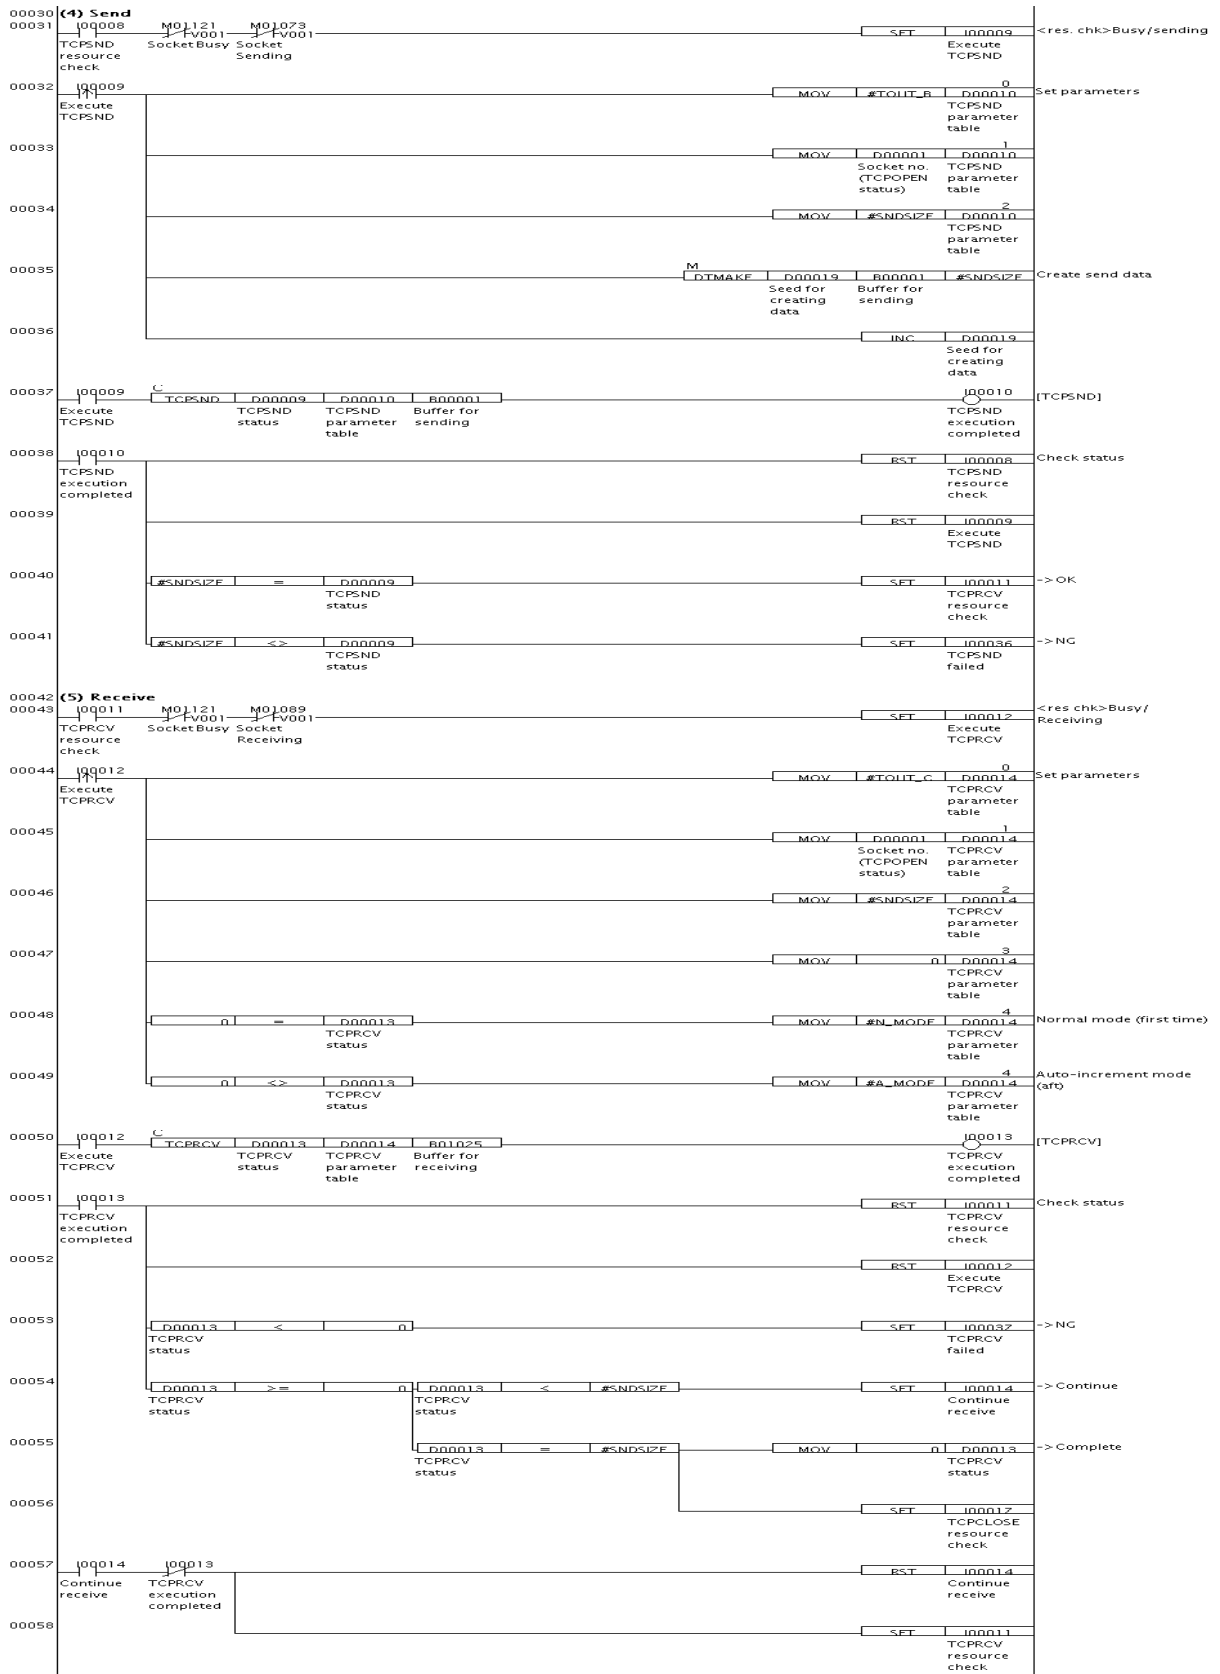 00030 (4) Send
00031 I00008 M01121 V001 M01073 V001 SET I00009 <res. chk>Busy/sending
TCPSND Socket Busy Socket Execute
resource Sending TCPSND
check
00032 I00009 MOV #TOUT_B 0 D00010 Set parameters
Execute TCPSND
TCPSND parameter
table
00033 MOV D00001 1 D00010
Socket no. TCPSND
(TCPOPEN parameter
status) table
00034 MOV #SNDSIZE 2 D00010
TCPSND
parameter
table
00035 M DTMAKE D00019 B00001 #SNDSIZE Create send data
Seed for Buffer for
creating sending
data
00036 INC D00019
Seed for
creating
data
00037 I00009 C TCPSND D00009 D00010 B00001 I00010 [TCPSND]
Execute TCPSND TCPSND Buffer for TCPSND
TCPSND status parameter sending execution
table completed
00038 I00010 RST I00008 Check status
TCPSND TCPSND
execution resource
completed check
00039 RST I00009
Execute
TCPSND
00040 #SNDSIZE = D00009 SET I00011 ->OK
TCPSND TCPRCV
status resource
check
00041 #SNDSIZE <> D00009 SET I00036 ->NG
TCPSND TCPSND
status failed
00042 (5) Receive
00043 I00011 M01121 V001 M01089 V001 SET I00012 <res chk>Busy/
Receiving
TCPRCV Socket Busy Socket Execute
resource Receiving TCPRCV
check
00044 I00012 MOV #TOUT_C 0 D00014 Set parameters
Execute TCPRCV
TCPRCV parameter
table
00045 MOV D00001 1 D00014
Socket no. TCPRCV
(TCPOPEN parameter
status) table
00046 MOV #SNDSIZE 2 D00014
TCPRCV
parameter
table
00047 MOV 0 3 D00014
TCPRCV
parameter
table
00048 0 = D00013 MOV #N_MODE 4 D00014 Normal mode (first time)
TCPRCV TCPRCV
status parameter
table
00049 0 <> D00013 MOV #A_MODE 4 D00014 Auto-increment mode
(aft)
TCPRCV TCPRCV
status parameter
table
00050 I00012 C TCPRCV D00013 D00014 B01025 I00013 [TCPRCV]
Execute TCPRCV TCPRCV Buffer for TCPRCV
TCPRCV status parameter receiving execution
table completed
00051 I00013 RST I00011 Check status
TCPRCV TCPRCV
execution resource
completed check
00052 RST I00012
Execute
TCPRCV
00053 D00013 < 0 SET I00037 ->NG
TCPRCV TCPRCV
status failed
00054 D00013 >= 0 D00013 < #SNDSIZE SET I00014 ->Continue
TCPRCV TCPRCV Continue
status status receive
00055 D00013 = #SNDSIZE MOV 0 D00013 ->Complete
TCPRCV TCPRCV
status status
00056 SET I00017
TCPCLOSE
resource
check
00057 I00014 I00013 RST I00014
Continue TCPRCV Continue
receive execution receive
completed
00058 SET I00011
TCPRCV
resource
check